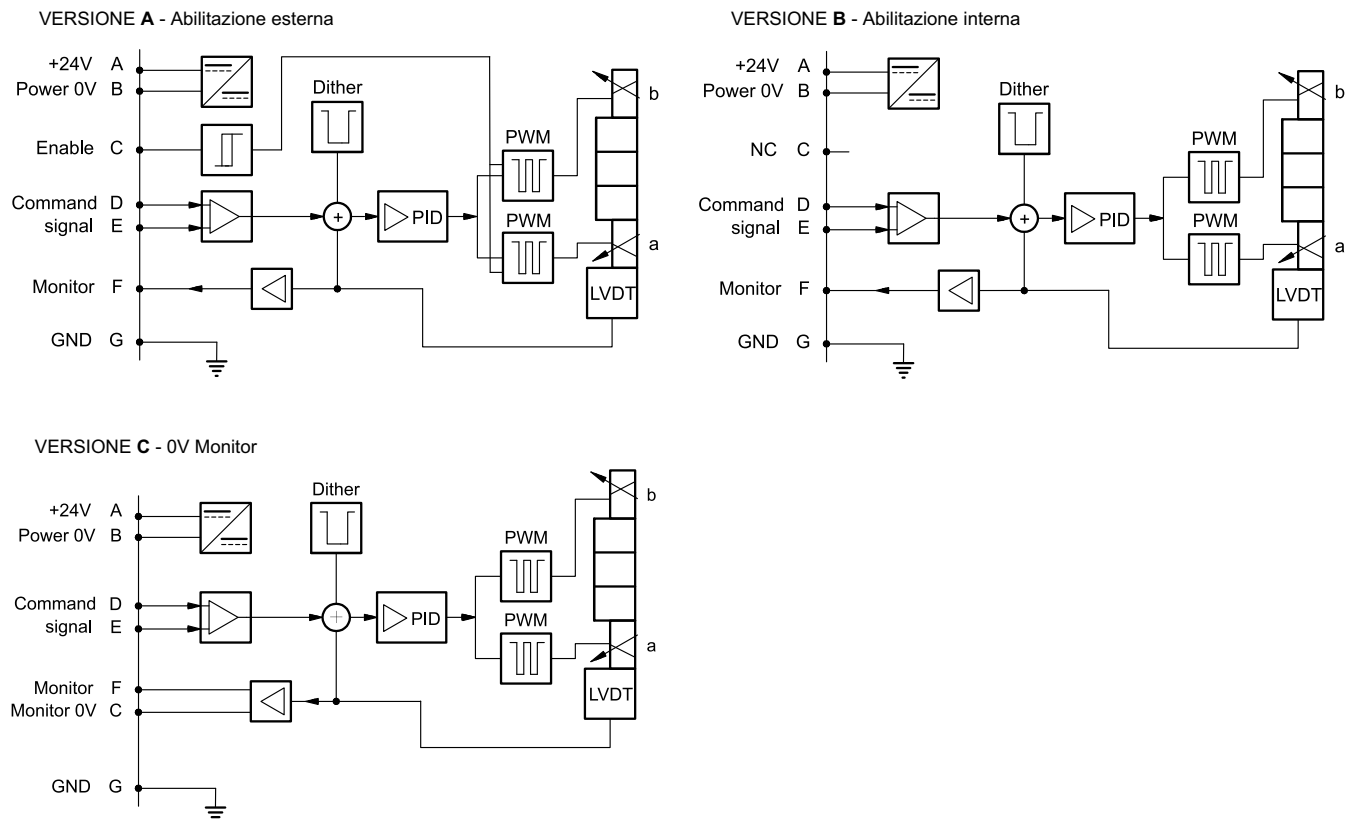 VERSIONE A - Abilitazione esterna
+24V A
Power 0V B
Enable C
Command D
signal E
Monitor F
GND G
Dither
PID
PWM
PWM
b
a
LVDT
VERSIONE B - Abilitazione interna
+24V A
Power 0V B
NC C
Command D
signal E
Monitor F
GND G
Dither
PID
PWM
PWM
b
a
LVDT
VERSIONE C - 0V Monitor
+24V A
Power 0V B
Command D
signal E
Monitor F
Monitor 0V C
GND G
Dither
PID
PWM
PWM
b
a
LVDT